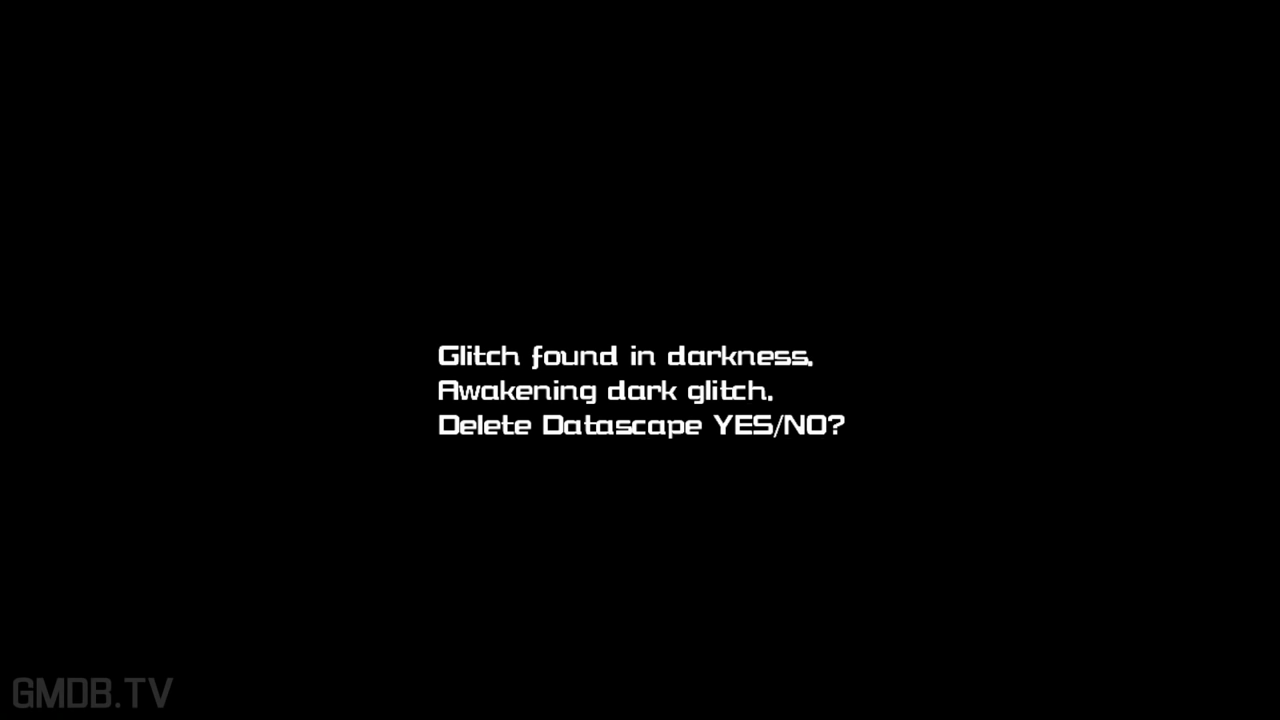 Glitch found in darkness.
Awakening dark glitch.
Delete Datascape YES/NO?
GMDB.TV